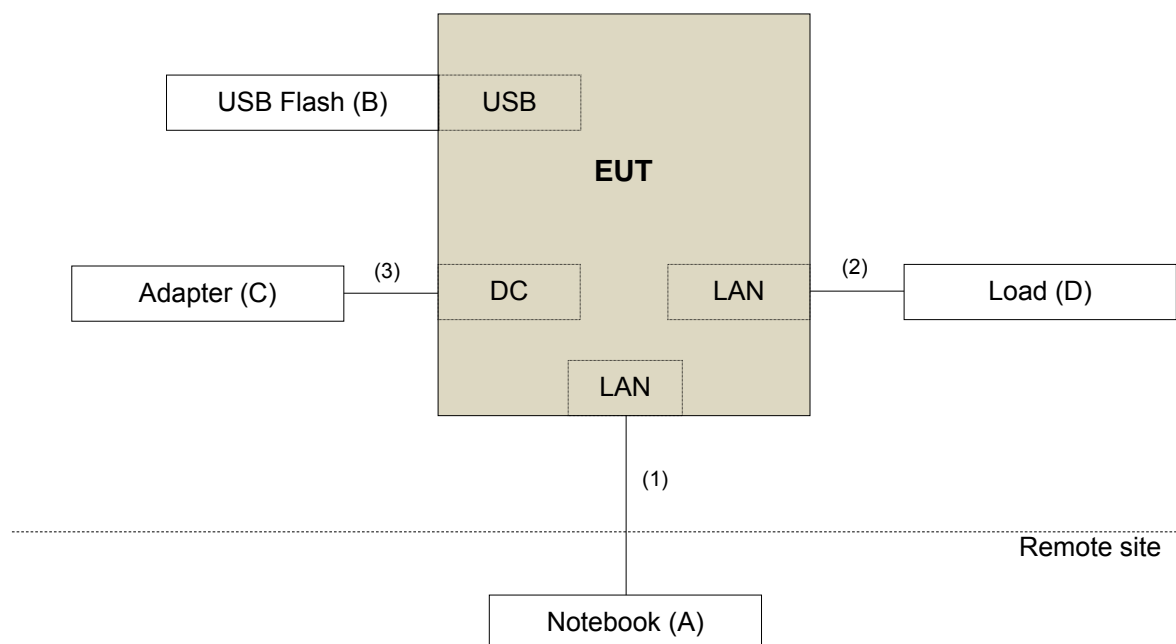 USB Flash (B)
USB
EUT
Adapter (C)
(3)
DC
LAN
(2)
Load (D)
LAN
(1)
Remote site
Notebook (A)